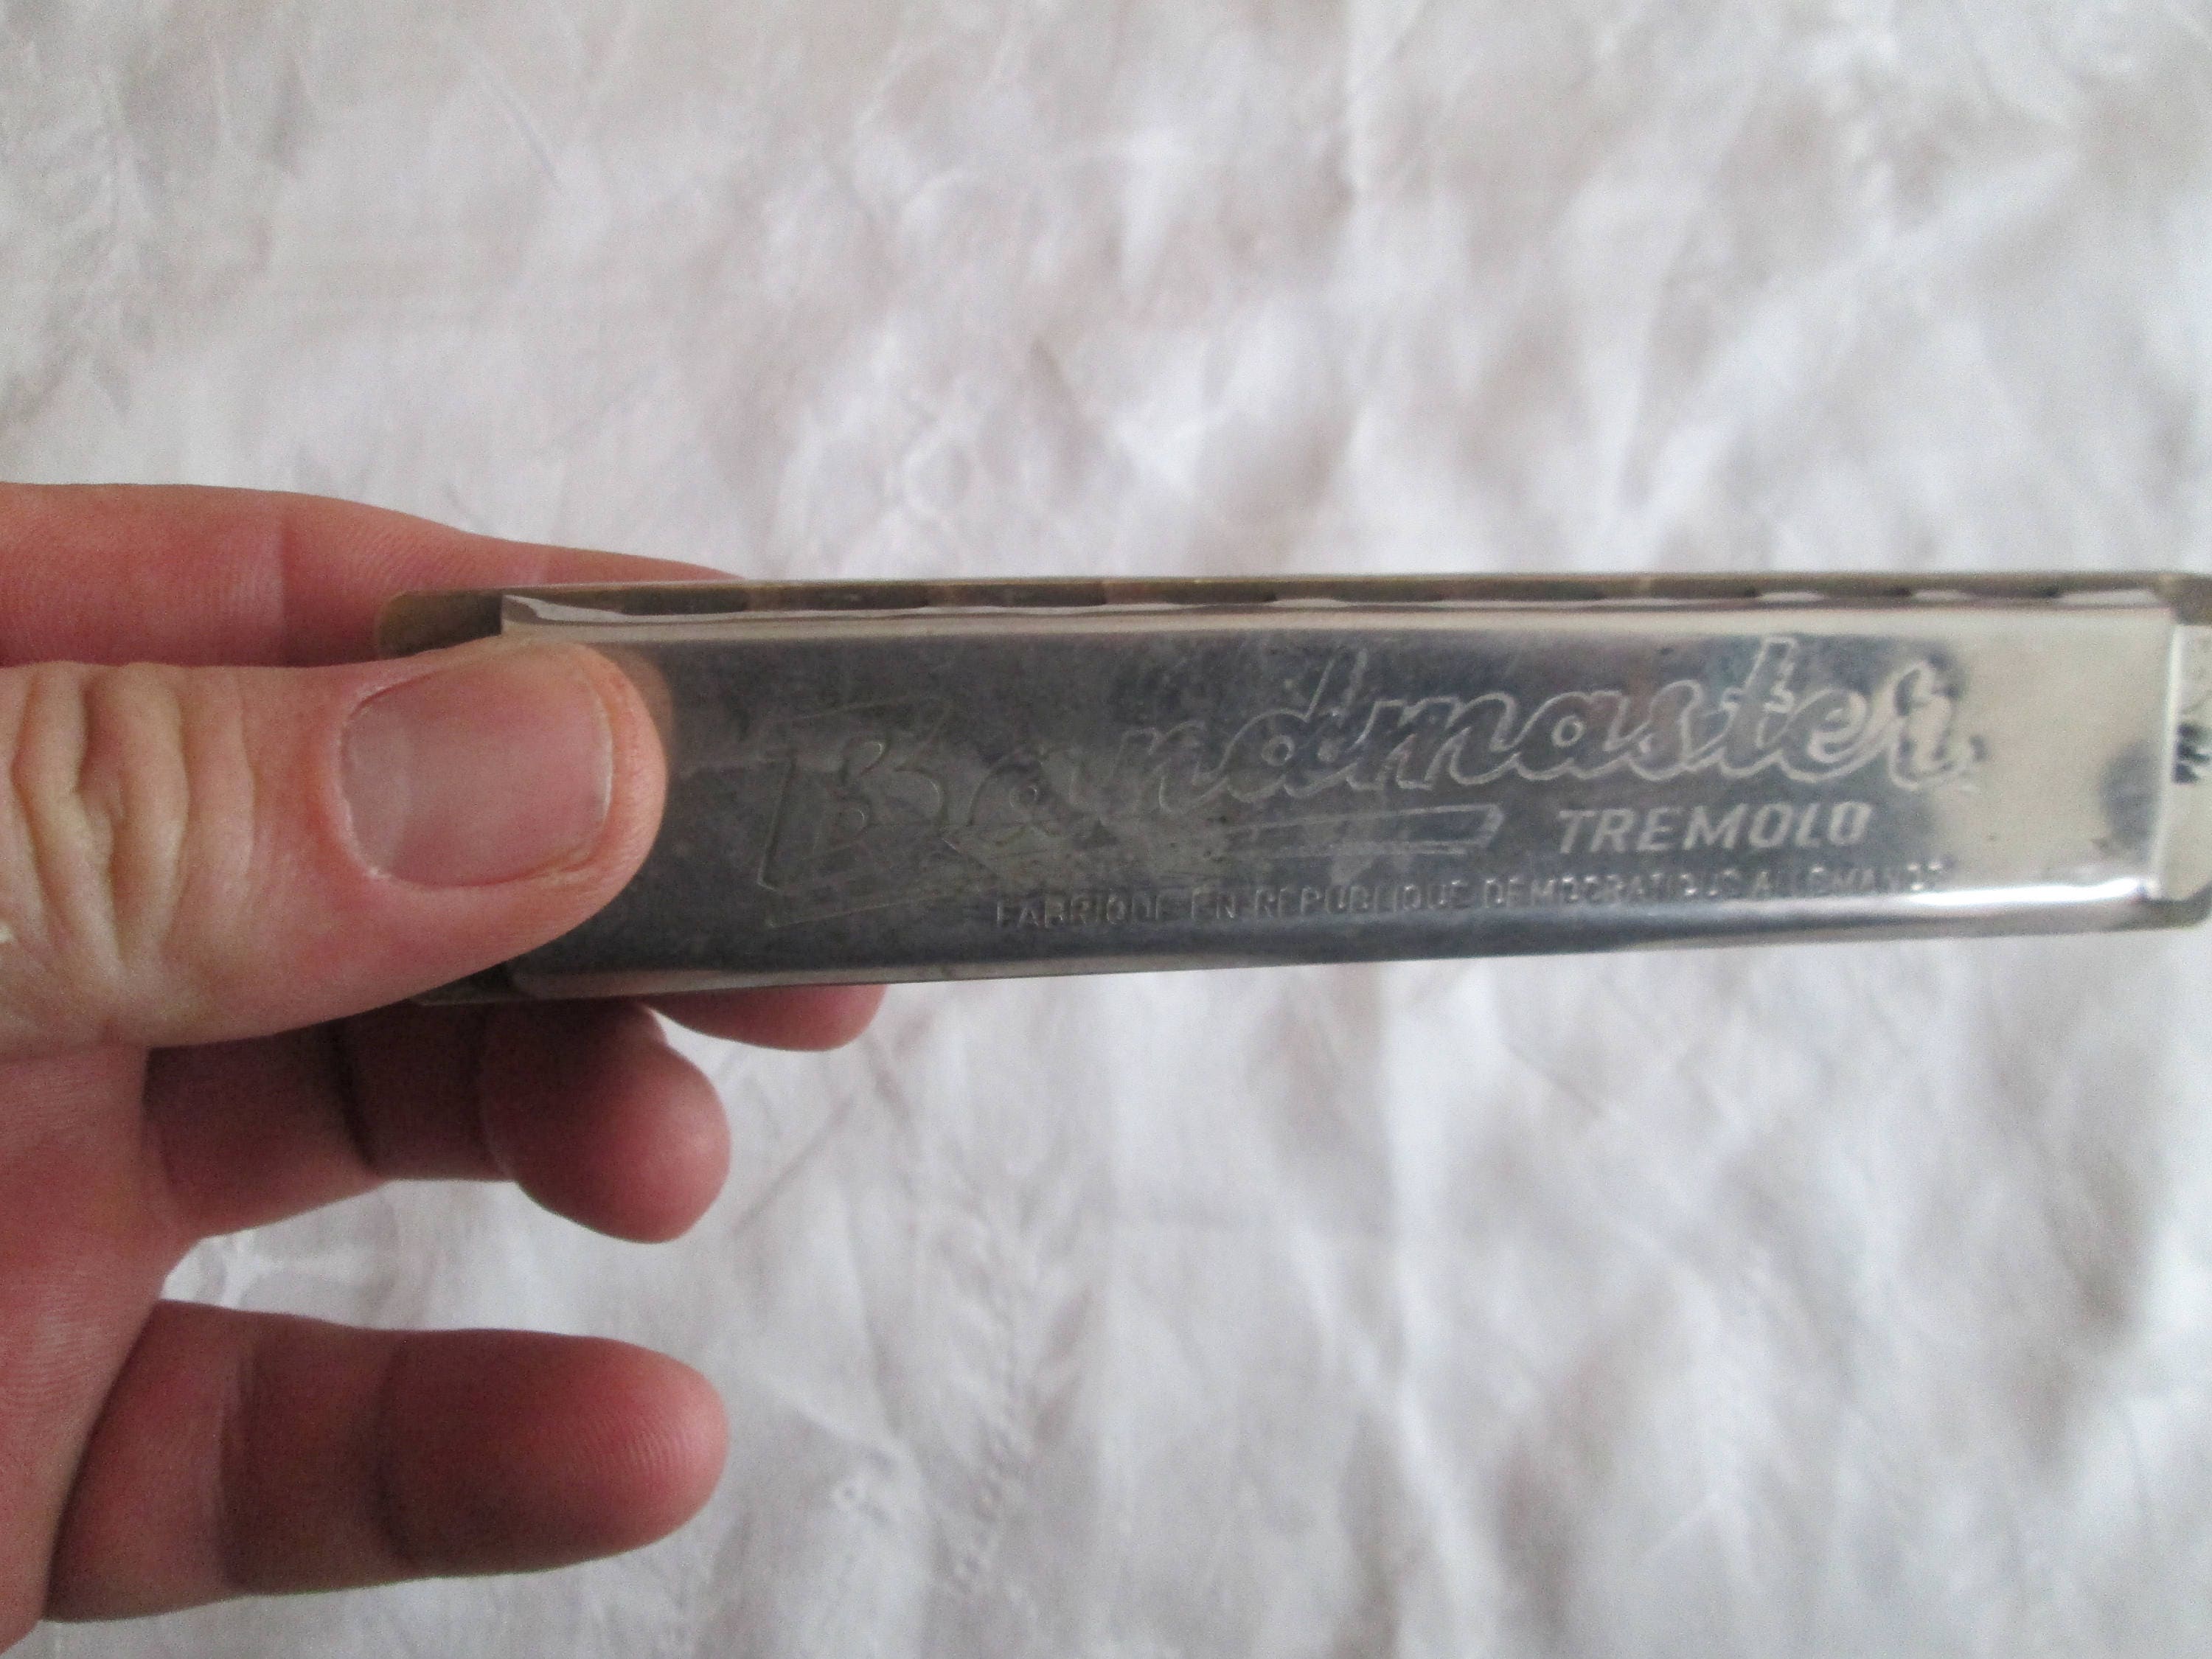 Bandmaster
TREMOLO
FABRIQUE EN REPUBLIQUE DEMOCRATIQUE ALLEMANDE